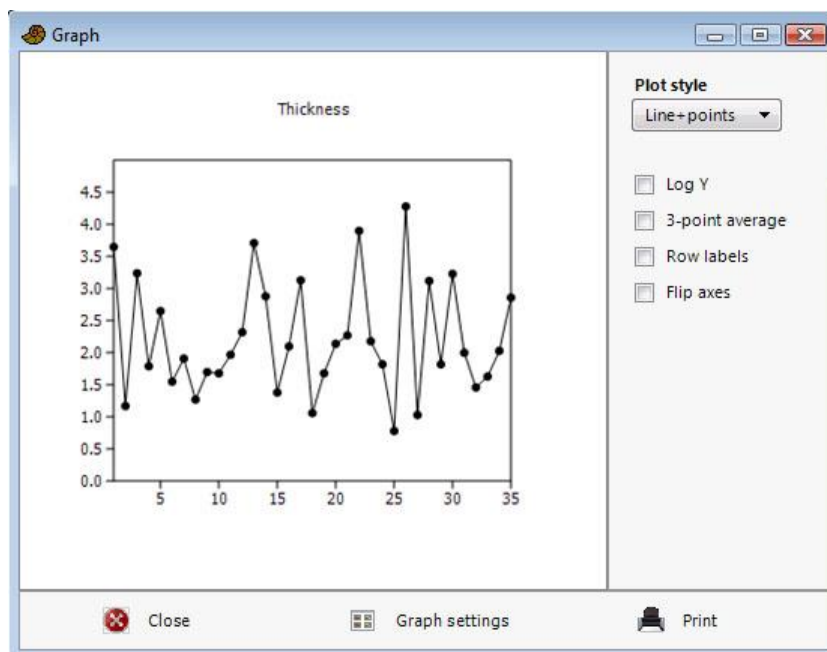 Graph
Plot style
Line+points
Thickness
Log Y
3-point average
Row labels
Flip axes
4.5
4.0
3.5
3.0
2.5
2.0
1.5
1.0
0.5
0.0
5 10 15 20 25 30 35
Close Graph settings Print